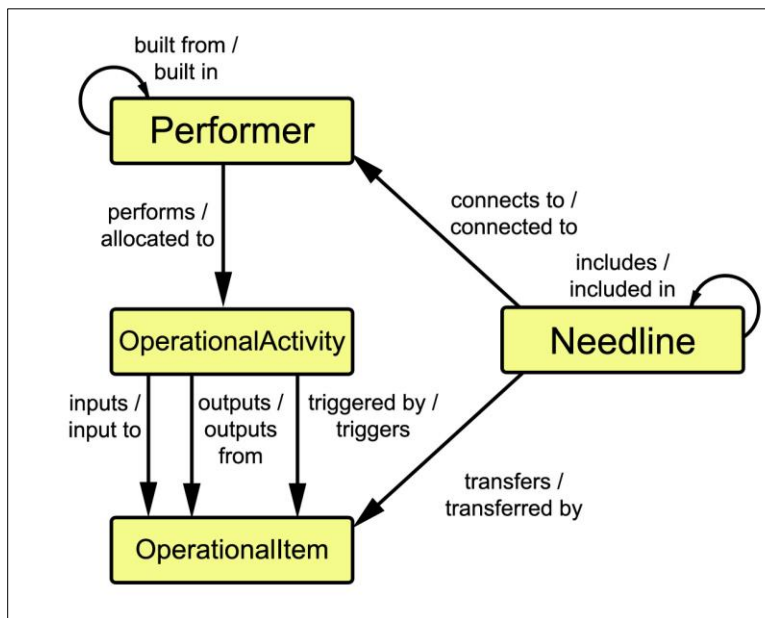 built from /
built in
Performer
performs /
allocated to
connects to /
connected to
includes /
included in
OperationalActivity
Needline
inputs /
input to
outputs /
outputs
from
triggered by /
triggers
transfers /
transferred by
OperationalItem